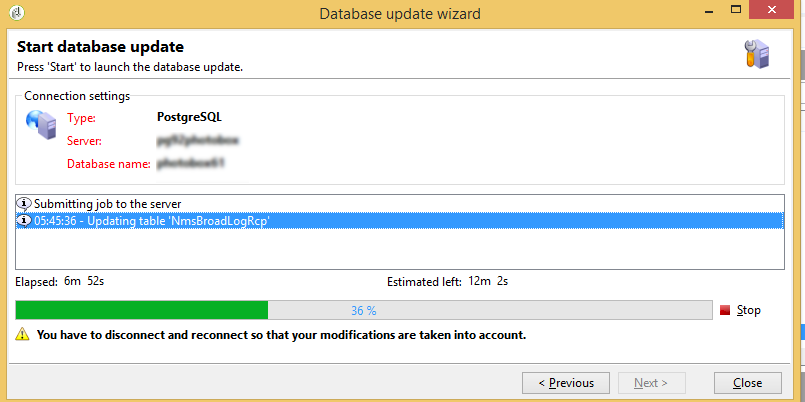 Database update wizard
Start database update
Press 'Start' to launch the database update.
Connection settings
Type: PostgreSQL
Server:
Database name:
Submitting job to the server
05:45:36 - Updating table 'NmsBroadLogRcp'
Elapsed: 6m 52s Estimated left: 12m 2s
36 % Stop
You have to disconnect and reconnect so that your modifications are taken into account.
< Previous Next > Close